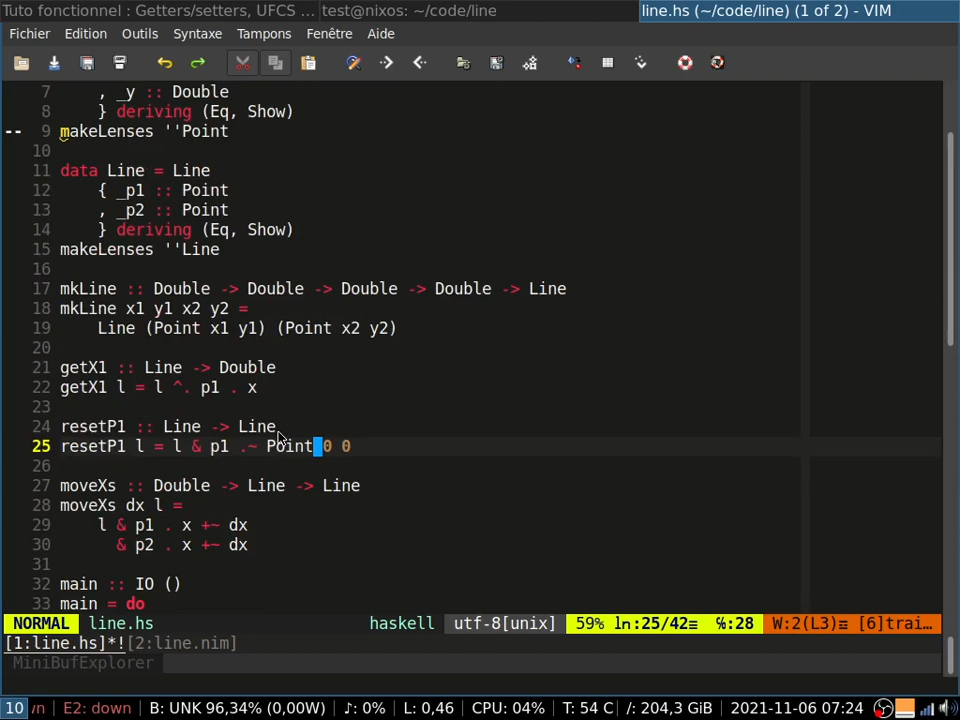 Tuto fonctionnel : Getters/setters, UFCS ... test@nixos: ~/code/line line.hs (~/code/line) (1 of 2) - VIM
Fichier Edition Outils Syntaxe Tampons Fenêtre Aide
7 , _y :: Double
8 } deriving (Eq, Show)
-- 9 makeLenses ''Point
10
11 data Line = Line
12 { _p1 :: Point
13 , _p2 :: Point
14 } deriving (Eq, Show)
15 makeLenses ''Line
16
17 mkLine :: Double -> Double -> Double -> Double -> Line
18 mkLine x1 y1 x2 y2 =
19 Line (Point x1 y1) (Point x2 y2)
20
21 getX1 :: Line -> Double
22 getX1 l = l ^. p1 . x
23
24 resetP1 :: Line -> Line
25 resetP1 l = l & p1 .~ Point 0 0
26
27 moveXs :: Double -> Line -> Line
28 moveXs dx l =
29 l & p1 . x +~ dx
30 & p2 . x +~ dx
31
32 main :: IO ()
33 main = do
NORMAL line.hs haskell utf-8[unix] 59% ln:25/42≡ ℅:28 W:2(L3)☲ [6]trai…
[1:line.hs]*![2:line.nim]
MiniBufExplorer
10 wn E2: down B: UNK 96,34% (0,00W) ♪: 0% L: 0,46 CPU: 04% T: 54 C /: 204,3 GiB 2021-11-06 07:24